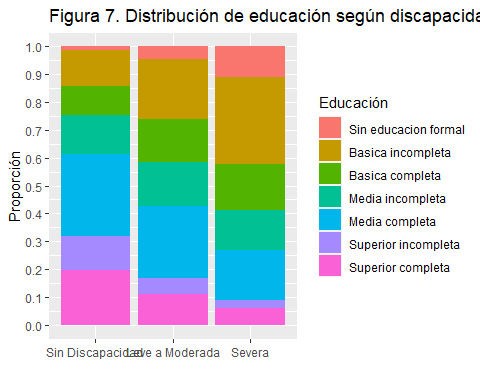 Figura 7. Distribución de educación según discapacida
Proporción
1.0
0.9
0.8
0.7
0.6
0.5
0.4
0.3
0.2
0.1
0.0
Sin Discapacidad
Leve a Moderada
Severa
Educación
Sin educacion formal
Basica incompleta
Basica completa
Media incompleta
Media completa
Superior incompleta
Superior completa